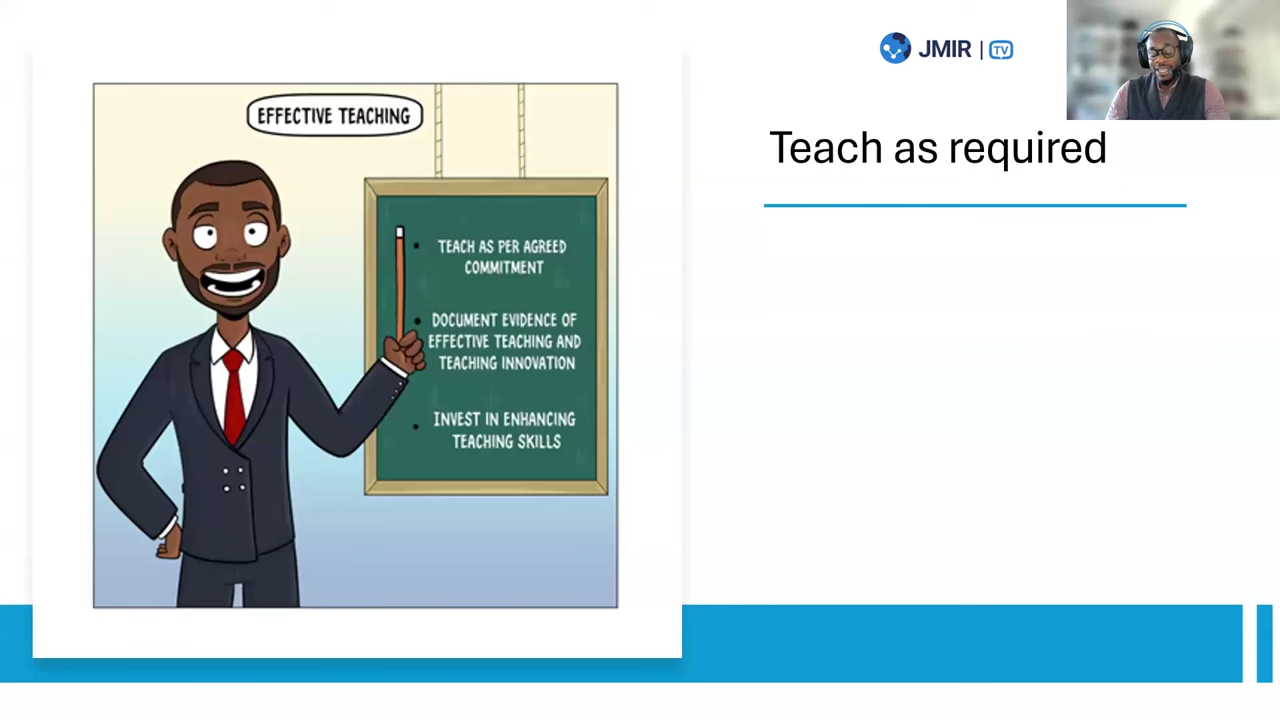 JMIR | TV
EFFECTIVE TEACHING
Teach as required
• TEACH AS PER AGREED
COMMITMENT
• DOCUMENT EVIDENCE OF
EFFECTIVE TEACHING AND
TEACHING INNOVATION
• INVEST IN ENHANCING
TEACHING SKILLS